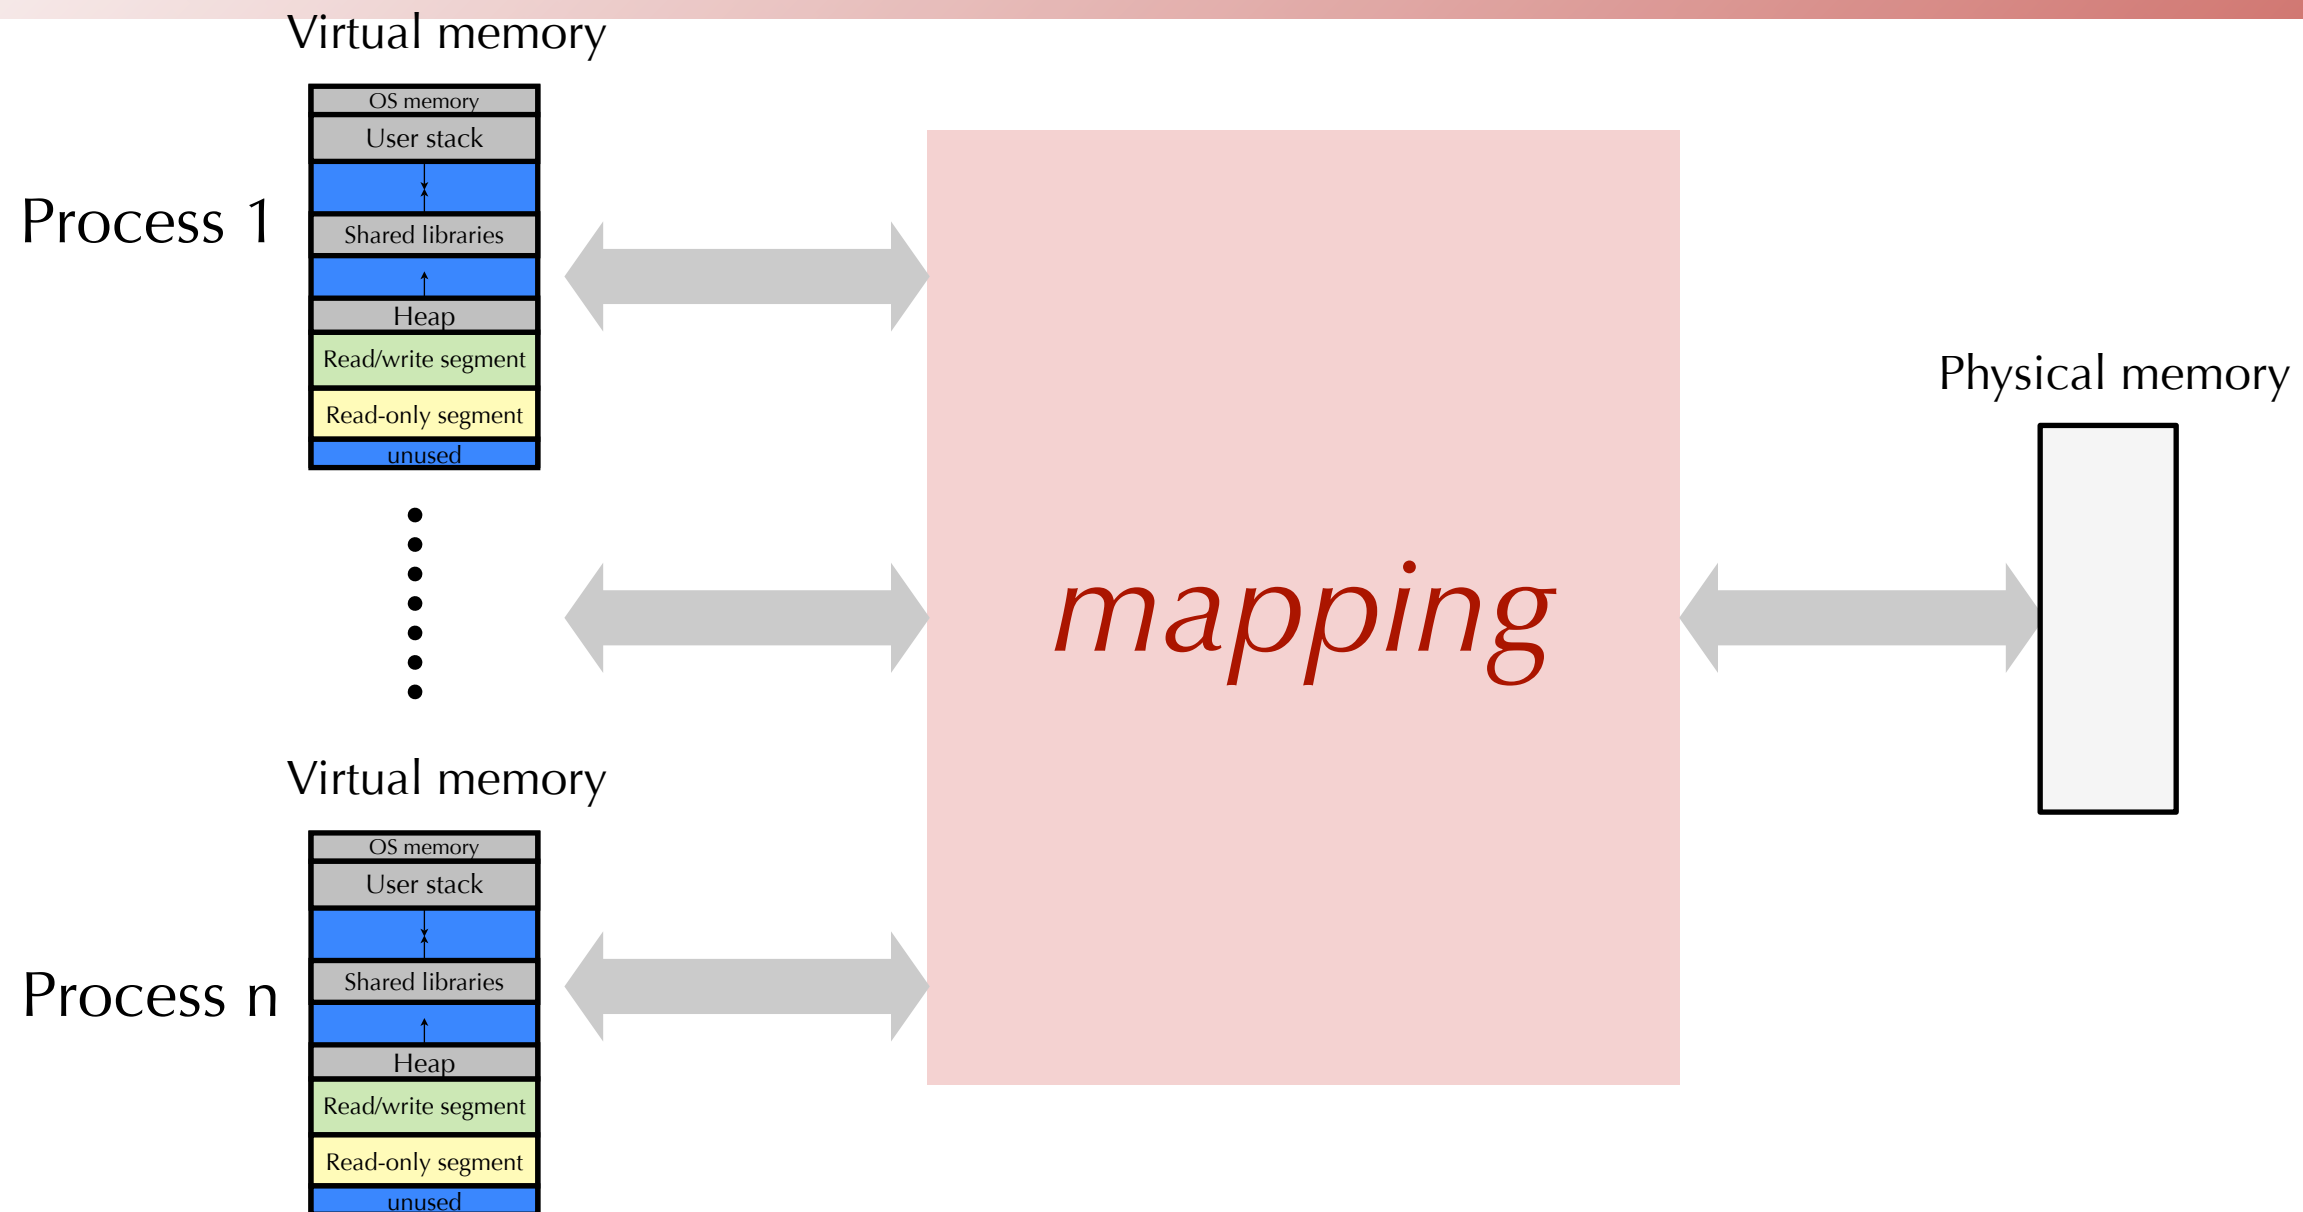 Virtual memory
OS memory
User stack
Process 1
Shared libraries
Heap
Read/write segment
Read-only segment
unused
mapping
Physical memory
Virtual memory
OS memory
User stack
Process n
Shared libraries
Heap
Read/write segment
Read-only segment
unused